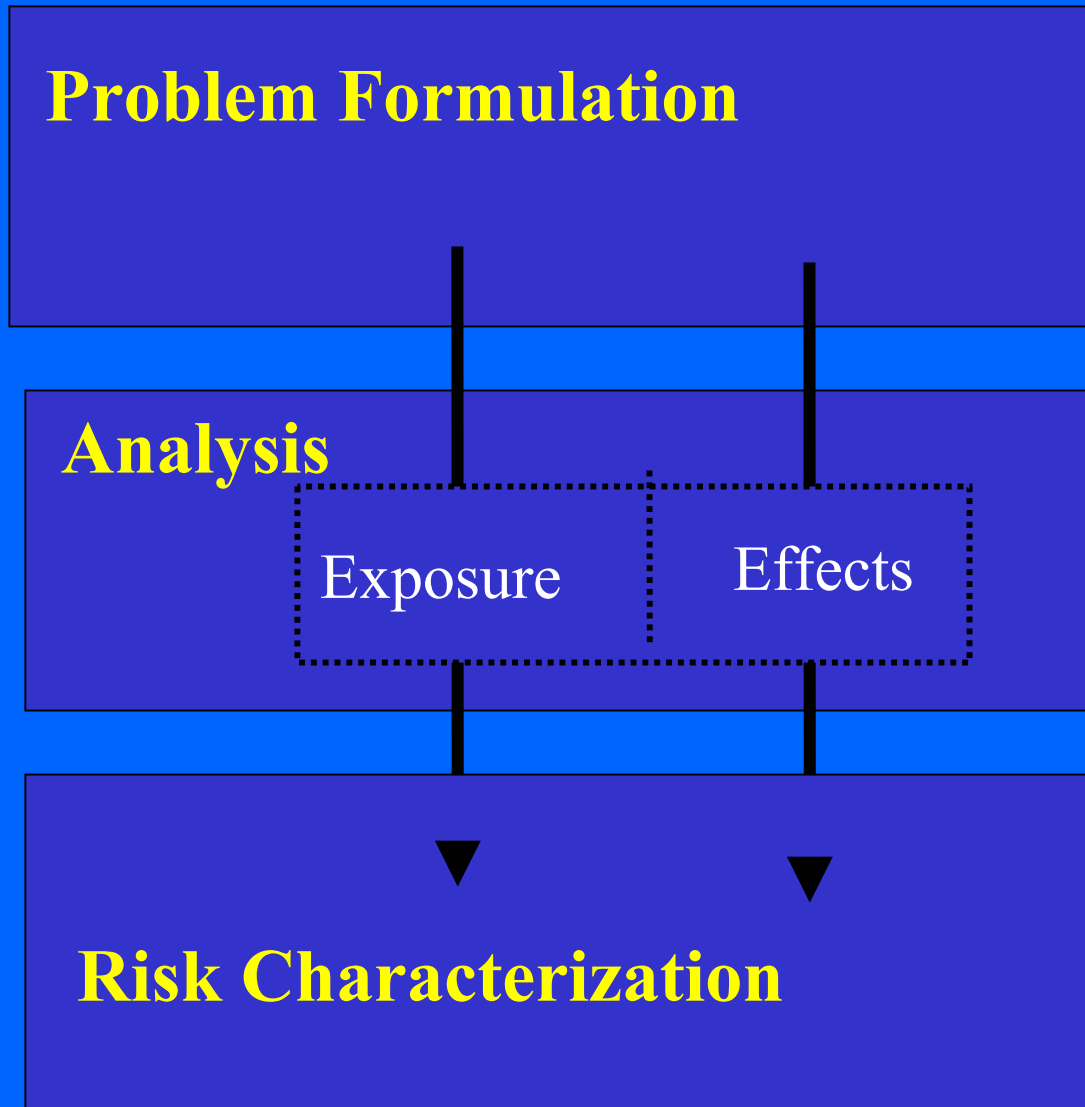 Problem Formulation
Analysis
Exposure
Effects
Risk Characterization